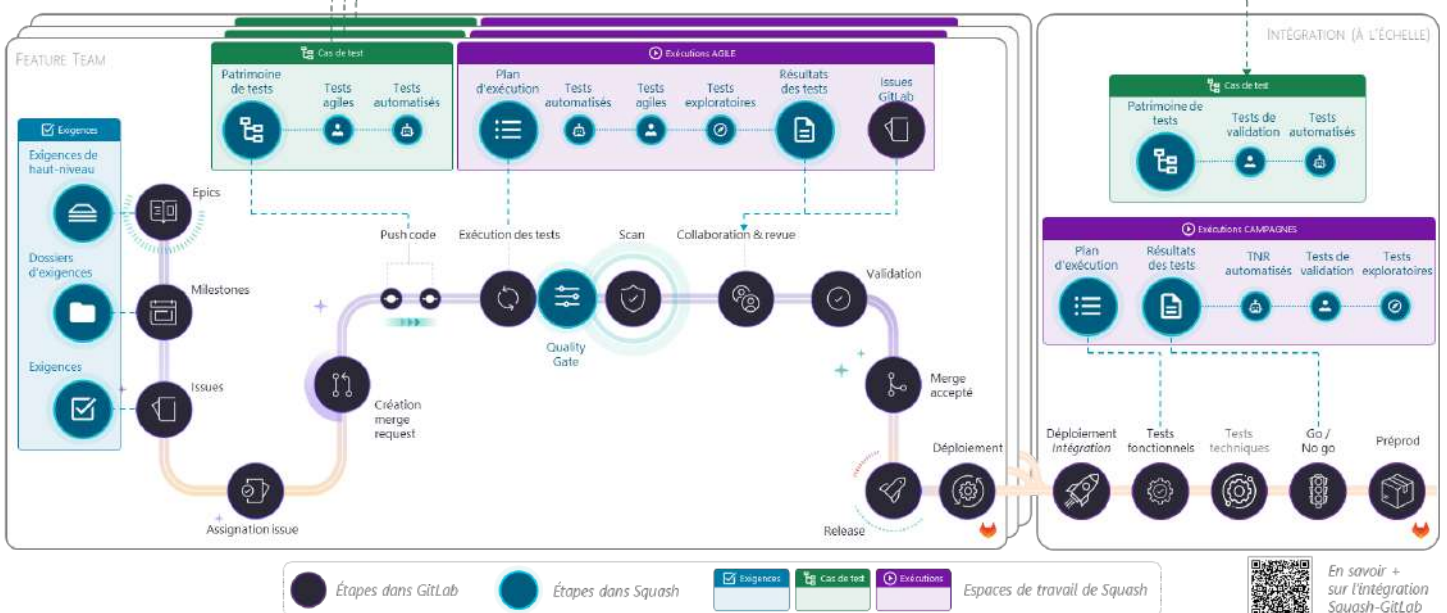 FEATURE TEAM
Exigences
Exigences de
haut-niveau
Dossiers
d'exigences
Exigences
Epics
Milestones
Issues
Assignation issue
Cas de test
Patrimoine
de tests
Tests
agiles
Tests
automatisés
Exécutions AGILE
Plan
d'exécution
Tests
automatisés
Tests
agiles
Tests
exploratoires
Résultats
des tests
Issues
GitLab
Création
merge
request
Push code
Exécution des tests
Quality
Gate
Scan
Collaboration & revue
Validation
Merge
accepté
Release
Déploiement
INTÉGRATION (À L'ÉCHELLE)
Cas de test
Patrimoine de
tests
Tests de
validation
Tests
automatisés
Exécutions CAMPAGNES
Plan
d'exécution
Résultats
des tests
TNR
automatisés
Tests de
validation
Tests
exploratoires
Déploiement
Intégration
Tests
fonctionnels
Tests
techniques
Go /
No go
Préprod
Étapes dans GitLab
Étapes dans Squash
Exigences
Cas de test
Exécutions
Espaces de travail de Squash
En savoir +
sur l'intégration
Squash-GitLab